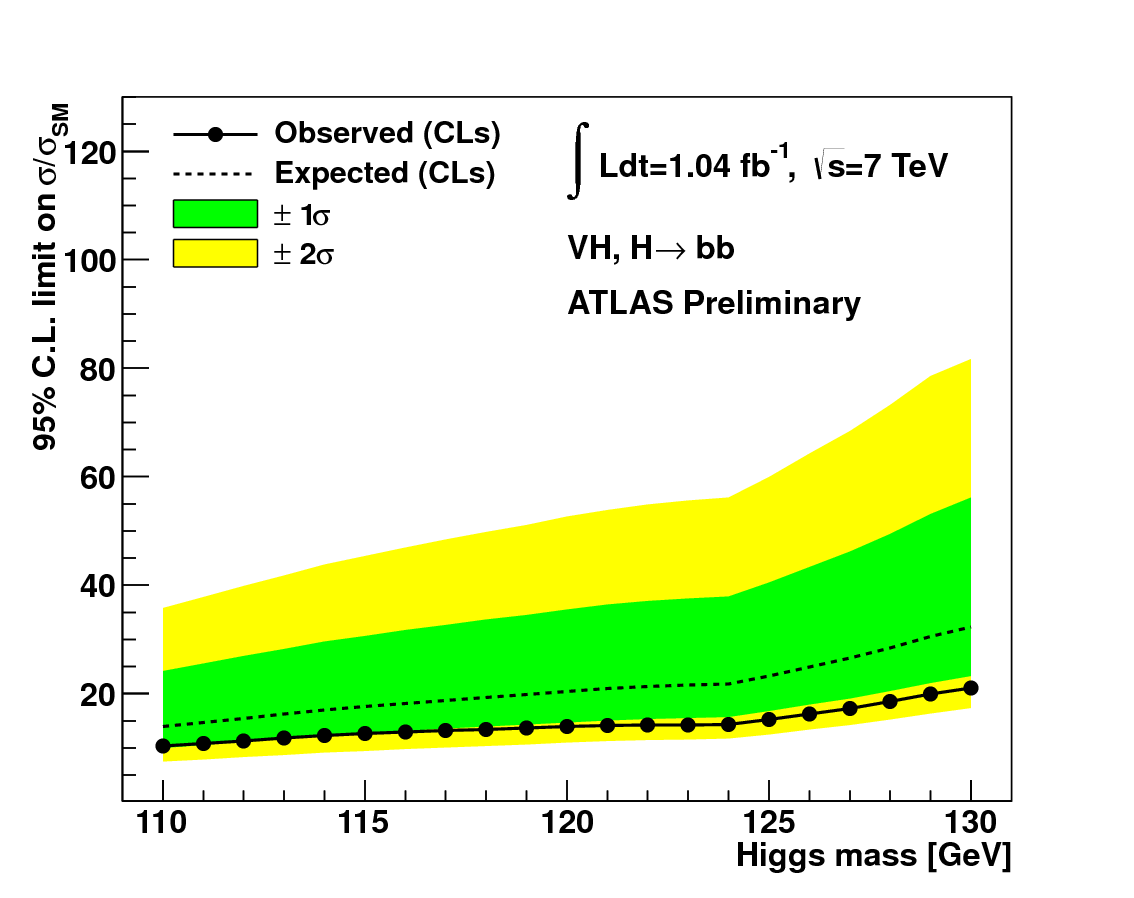 Observed (CLs)
Expected (CLs)
± 1σ
± 2σ
∫ Ldt=1.04 fb⁻¹, √s=7 TeV
VH, H→ bb
ATLAS Preliminary
95% C.L. limit on σ/σ_SM
120
100
80
60
40
20
110 115 120 125 130
Higgs mass [GeV]